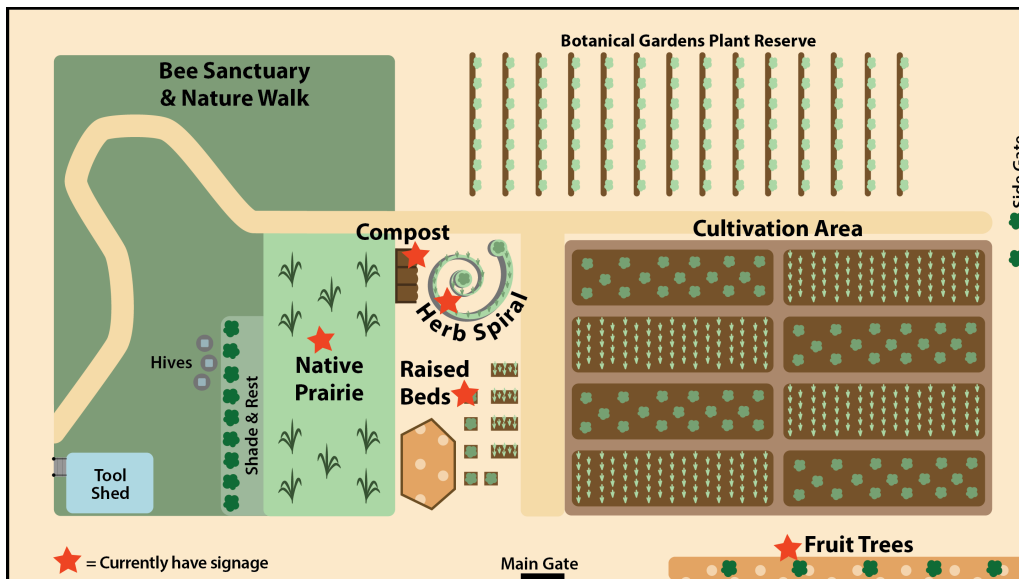 Botanical Gardens Plant Reserve
Bee Sanctuary
& Nature Walk
Side Gate
Compost
Cultivation Area
Herb Spiral
Hives
Shade & Rest
Native
Prairie
Raised
Beds
Tool
Shed
= Currently have signage
Main Gate
Fruit Trees